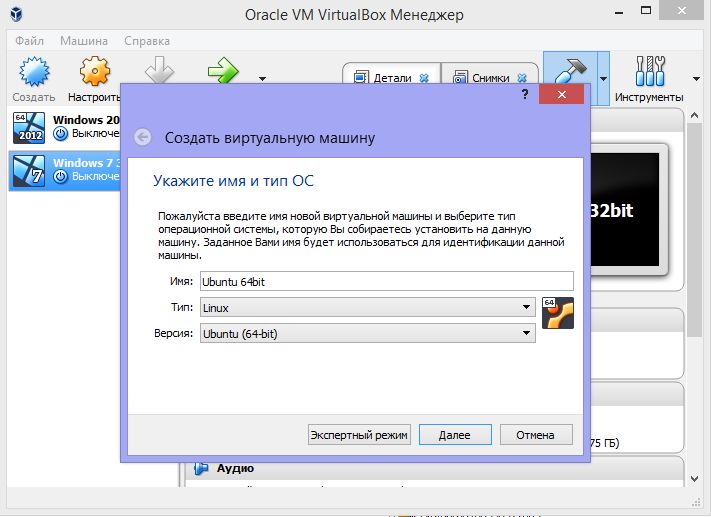 Oracle VM VirtualBox Менеджер
Файл Машина Справка
Создать Настроить
Детали Снимки
Инструменты
64 2012 Windows 20
Выключе
7 Windows 7 3
Выключе
32bit
?
Создать виртуальную машину
Укажите имя и тип ОС
Пожалуйста введите имя новой виртуальной машины и выберите тип
операционной системы, которую Вы собираетесь установить на данную
машину. Заданное Вами имя будет использоваться для идентификации данной
машины.
Имя: Ubuntu 64bit
Тип: Linux
64
Версия: Ubuntu (64-bit)
Экспертный режим Далее Отмена
75 ГБ)
Аудио